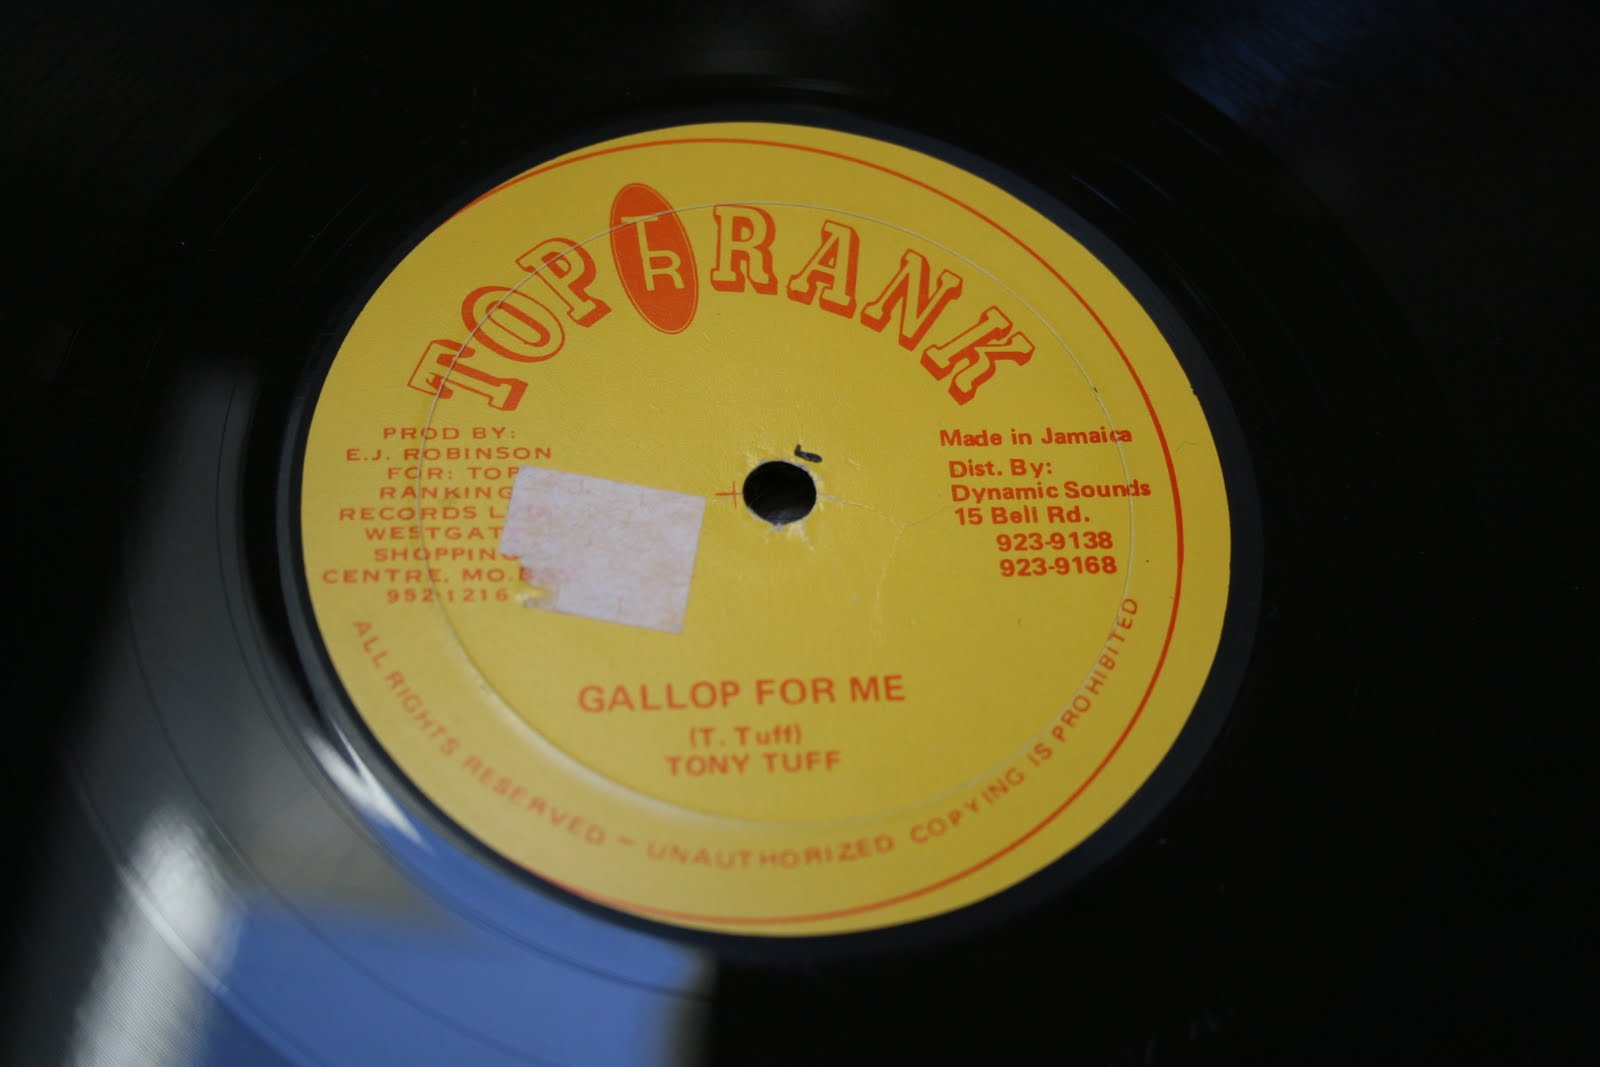 TOP TR RANK
PROD BY:
E.J. ROBINSON
FOR: TOP
RANKING
RECORDS
WESTGAT
SHOPPING
CENTRE, MO.B
952-1216
Made in Jamaica
Dist. By:
Dynamic Sounds
15 Bell Rd.
923-9138
923-9168
GALLOP FOR ME
(T. Tuff)
TONY TUFF
ALL RIGHTS RESERVED - UNAUTHORIZED COPYING IS PROHIBITED